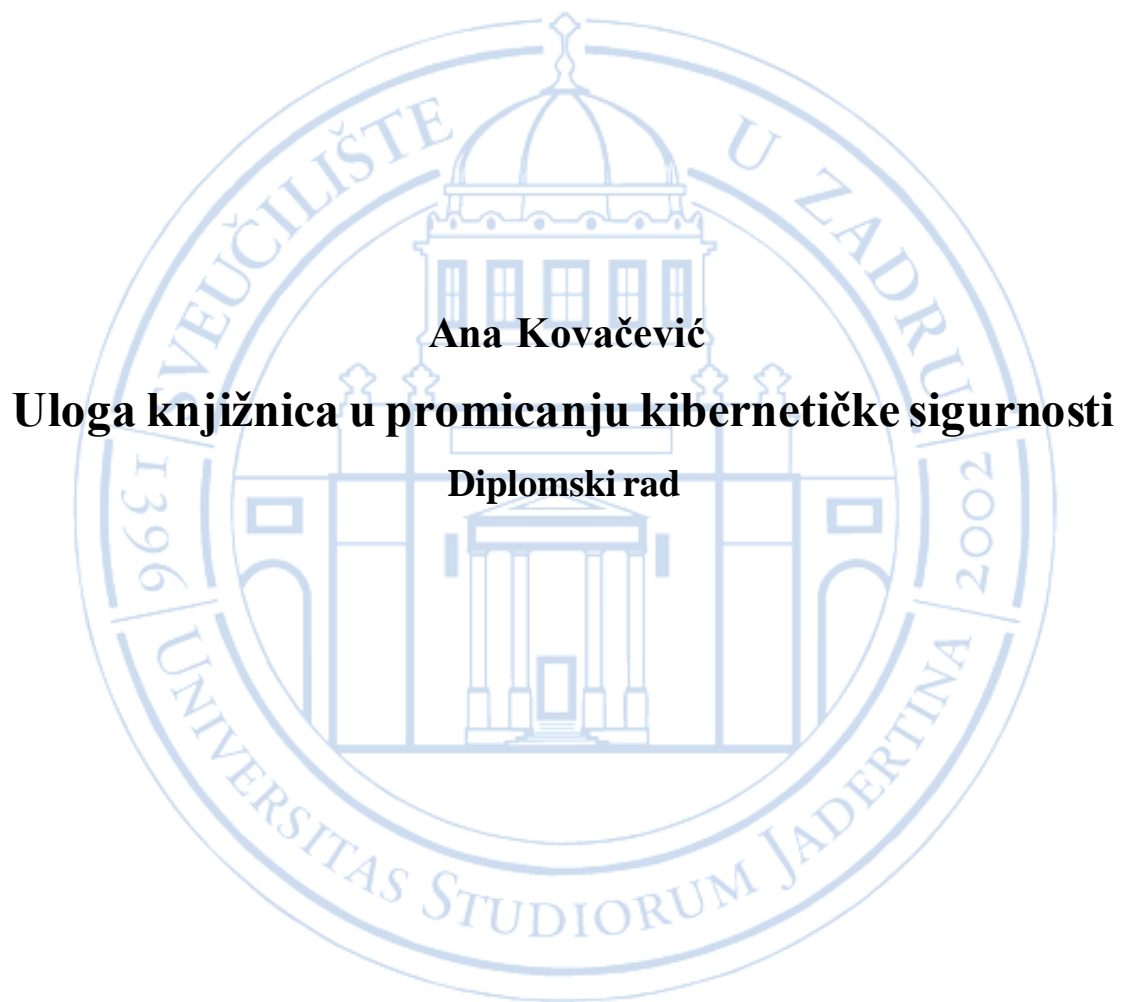 SVEUČILIŠTE U ZADRU
Ana Kovačević
Uloga knjižnica u promicanju kibernetičke sigurnosti
Diplomski rad
1396
2002
UNIVERSITAS STUDIORUM JADERTINA